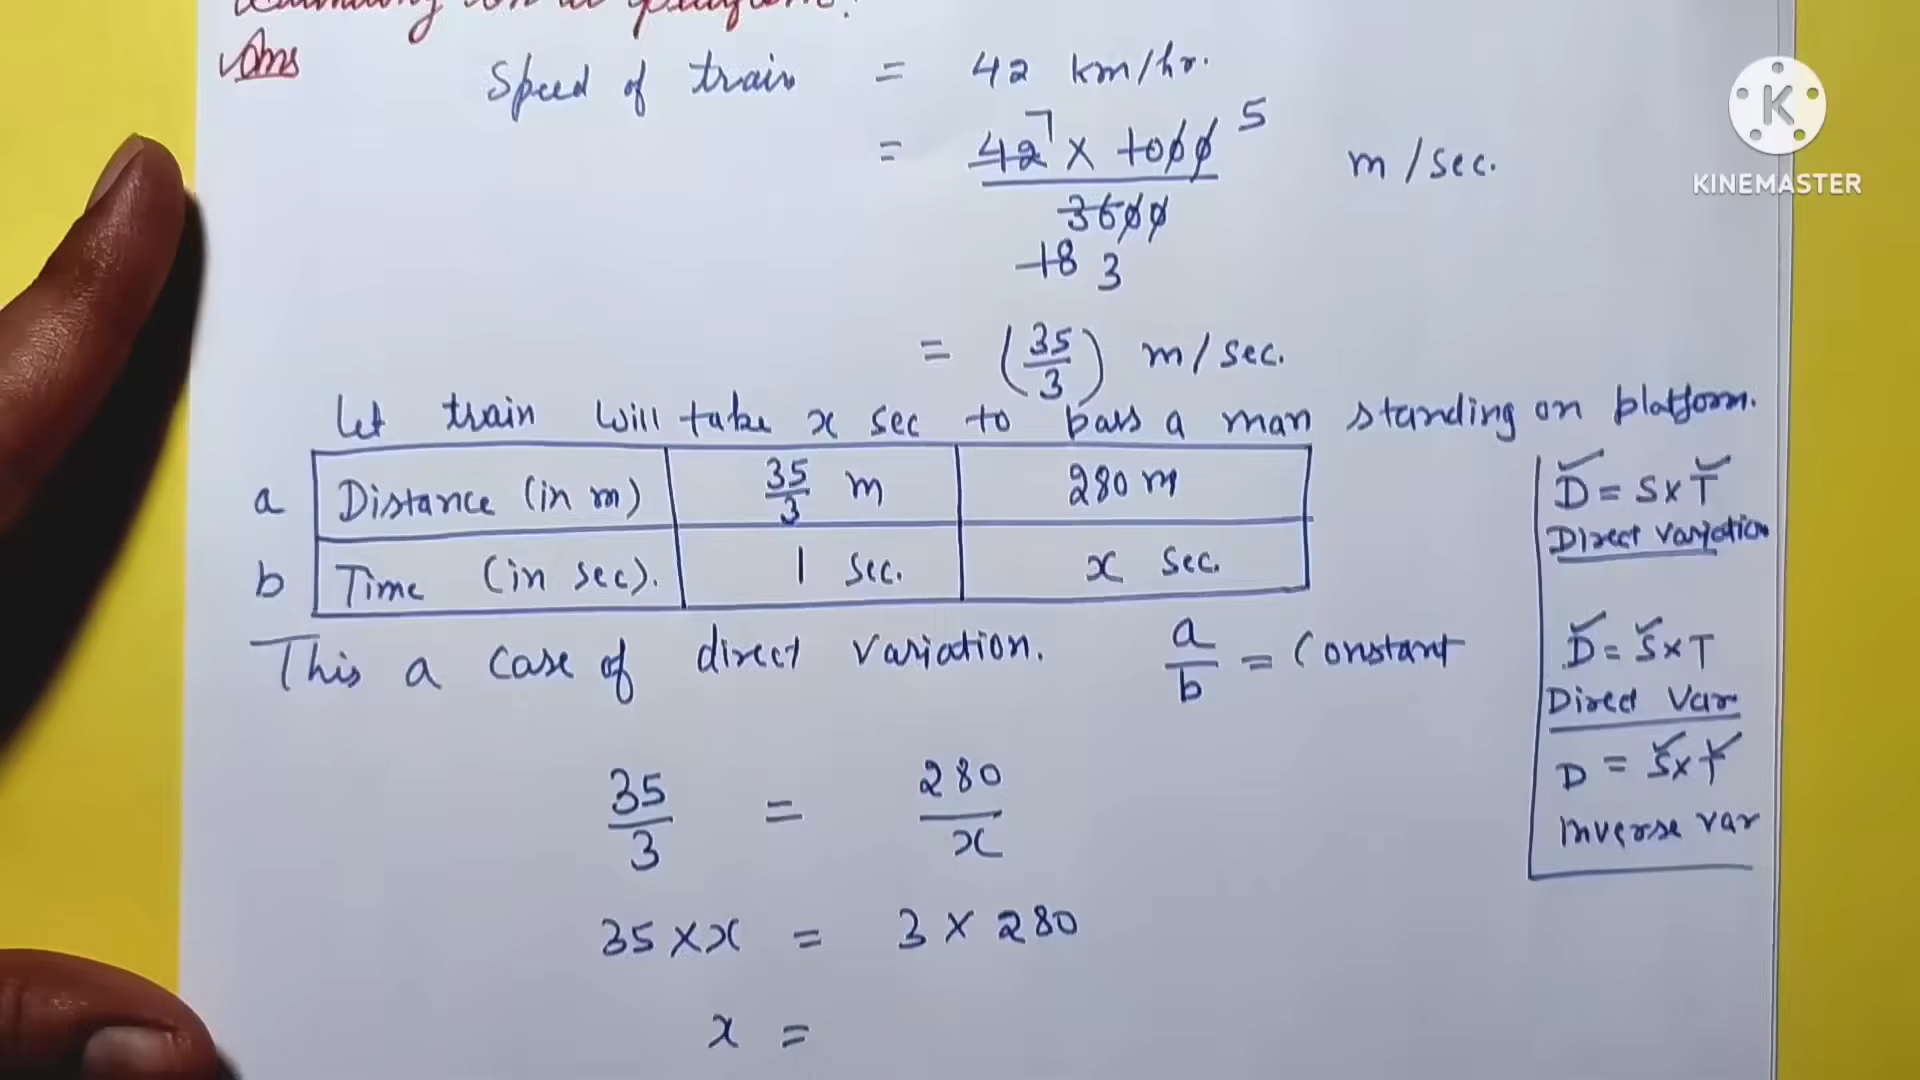 standing on a platform.
Ans
Speed of train = 42 km/hr.
= 42 7 x 1000 5 m/sec.
3600
18 3
= (35/3) m/sec.
Let train will take x sec to pass a man standing on platform.
a Distance (in m) 35/3 m 280 m
b Time (in sec). 1 sec. x sec.
This a case of direct variation. a/b = Constant
35/3 = 280/x
35 x x = 3 x 280
x =
D = S x T
Direct variation
D = S x T
Direct Var
D = S x T
Inverse var
K
KINEMASTER